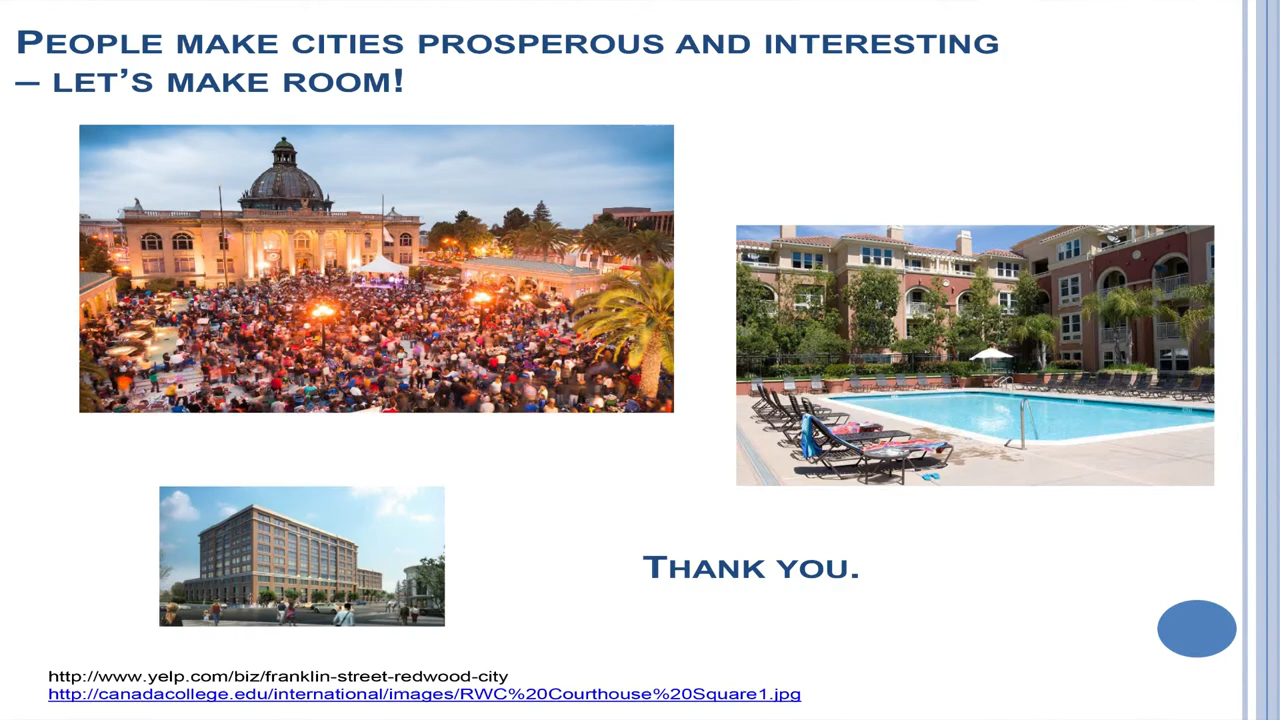 PEOPLE MAKE CITIES PROSPEROUS AND INTERESTING
– LET’S MAKE ROOM!
THANK YOU.
http://www.yelp.com/biz/franklin-street-redwood-city
http://canadacollege.edu/international/images/RWC%20Courthouse%20Square1.jpg